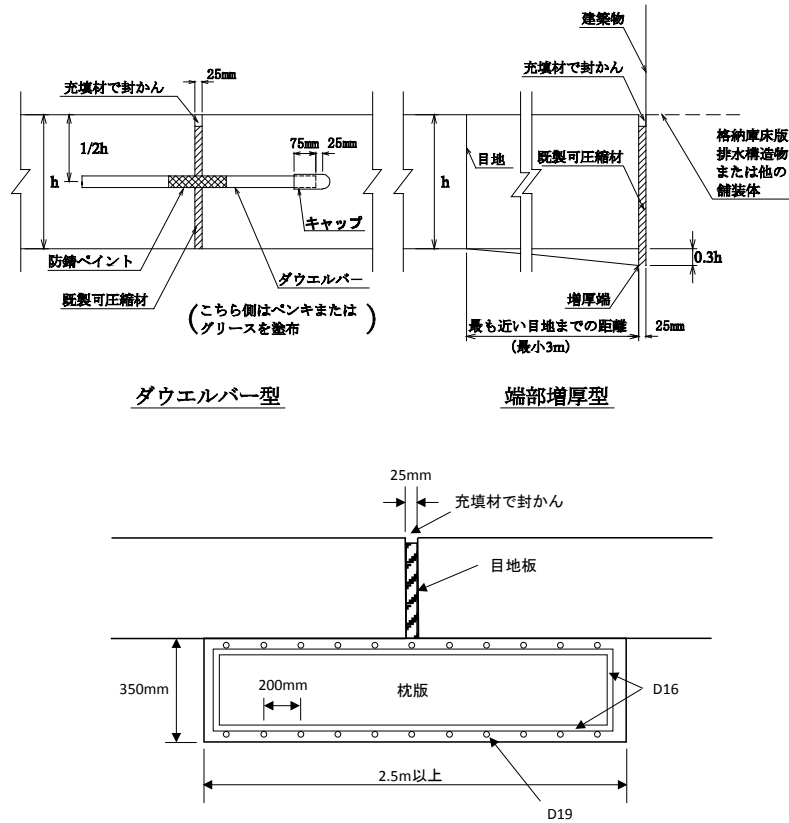 25mm
充填材で封かん
1/2h
h
75mm 25mm
キャップ
防錆ペイント
既製可圧縮材
ダウエルバー
(こちら側はペンキまたは
グリースを塗布)
ダウエルバー型
建築物
充填材で封かん
目地
既製可圧縮材
h
格納庫床版
排水構造物
または他の
舗装体
0.3h
増厚端
最も近い目地までの距離
(最小3m)
25mm
端部増厚型
25mm
充填材で封かん
目地板
350mm
200mm
枕版
D16
2.5m以上
D19